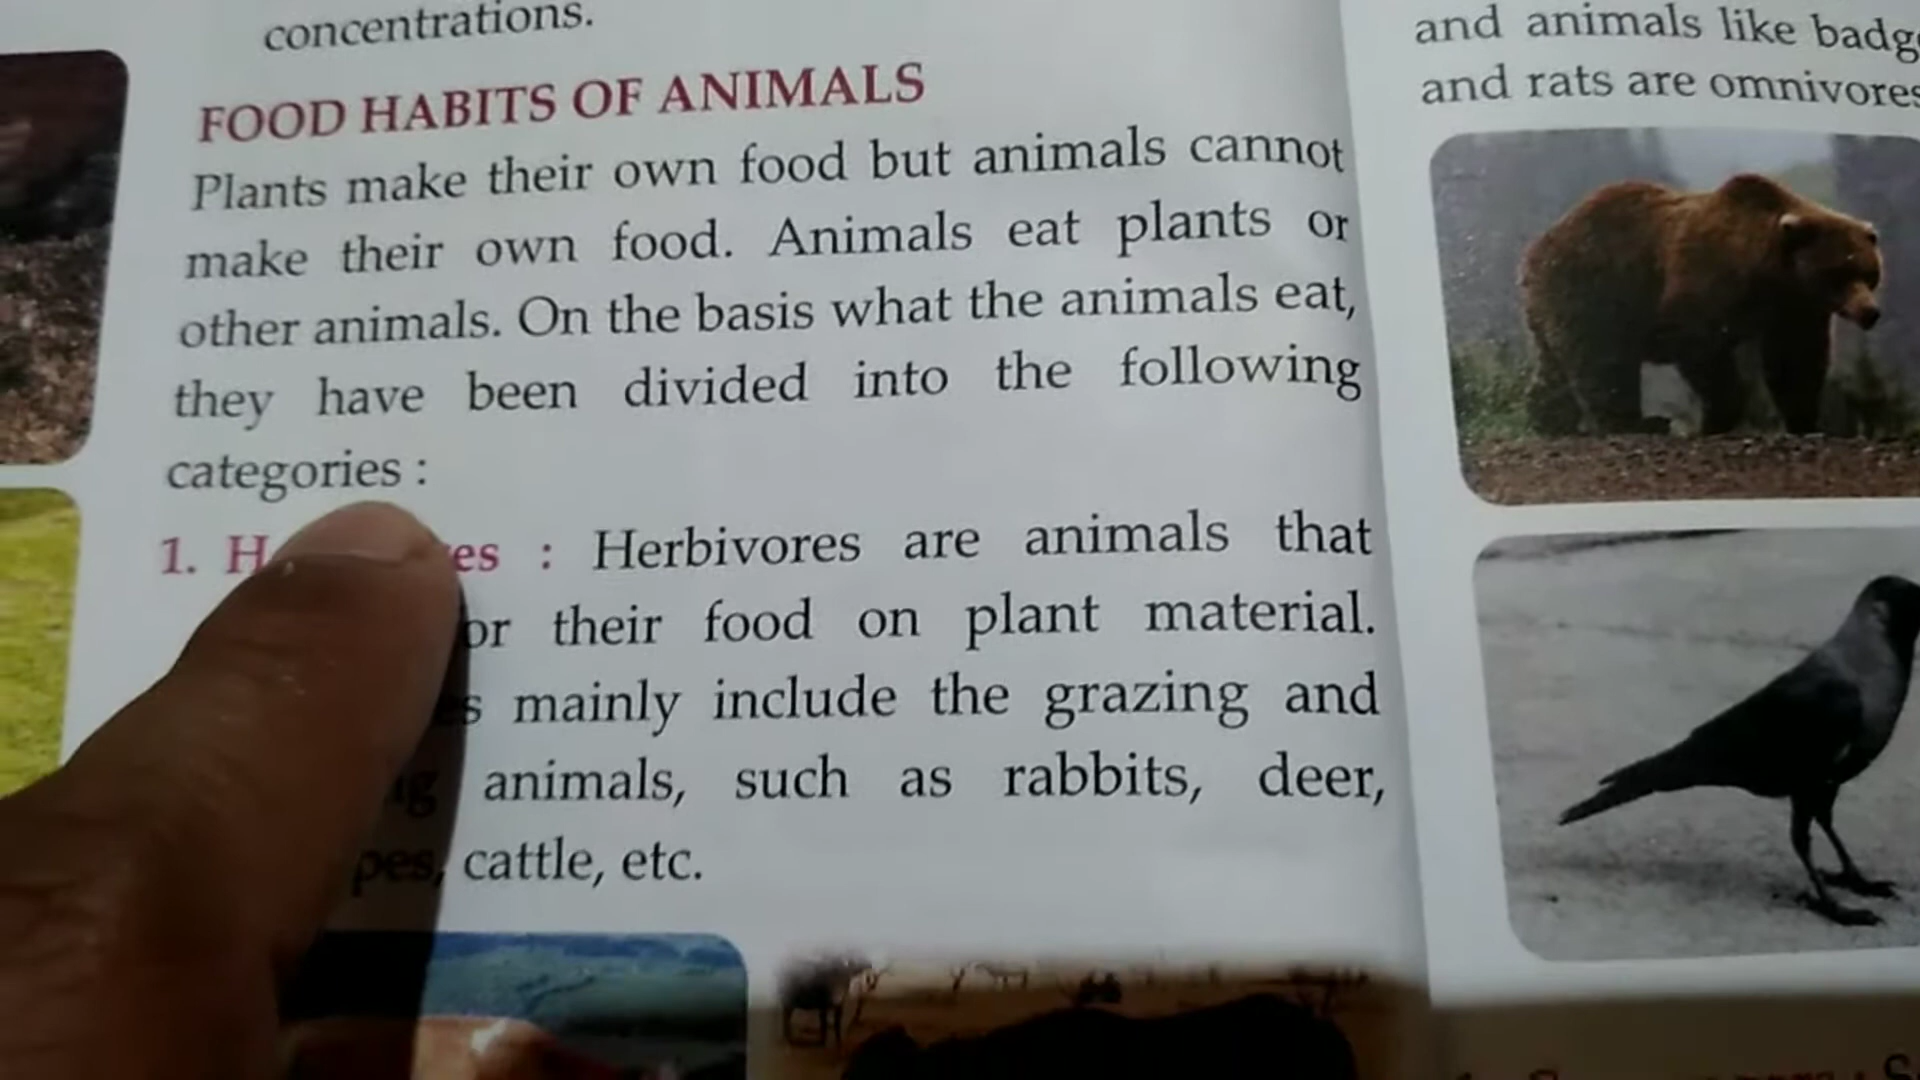 concentrations.
FOOD HABITS OF ANIMALS
Plants make their own food but animals cannot
make their own food. Animals eat plants or
other animals. On the basis what the animals eat,
they have been divided into the following
categories :
1. : Herbivores are animals that
their food on plant material.
mainly include the grazing and
animals, such as rabbits, deer,
cattle, etc.
and animals like
and rats are omnivores